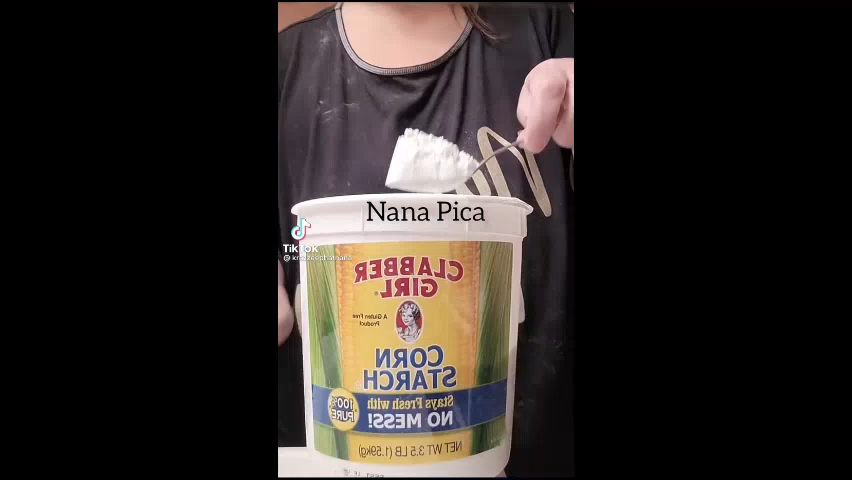 Nana Pica
TikTok
CLABBER
GIRL®
A Gluten Free
Product
CORN
STARCH
Stays Fresh with
NO MESS!
100%
PURE
NET WT 3.5 LB (1.59kg)